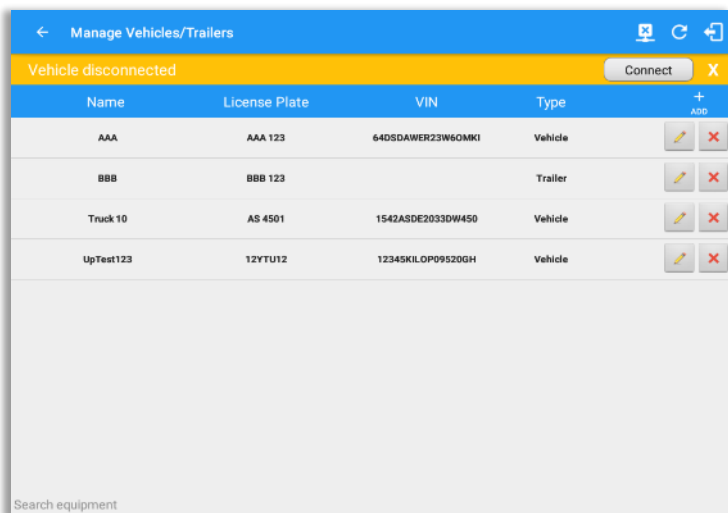 Manage Vehicles/Trailers
Vehicle disconnected Connect X
Name License Plate VIN Type + ADD
AAA AAA 123 64DSDAWER23W6OMKI Vehicle
BBB BBB 123 Trailer
Truck 10 AS 4501 1542ASDE2033DW450 Vehicle
UpTest123 12YTU12 12345KILOP09520GH Vehicle
Search equipment